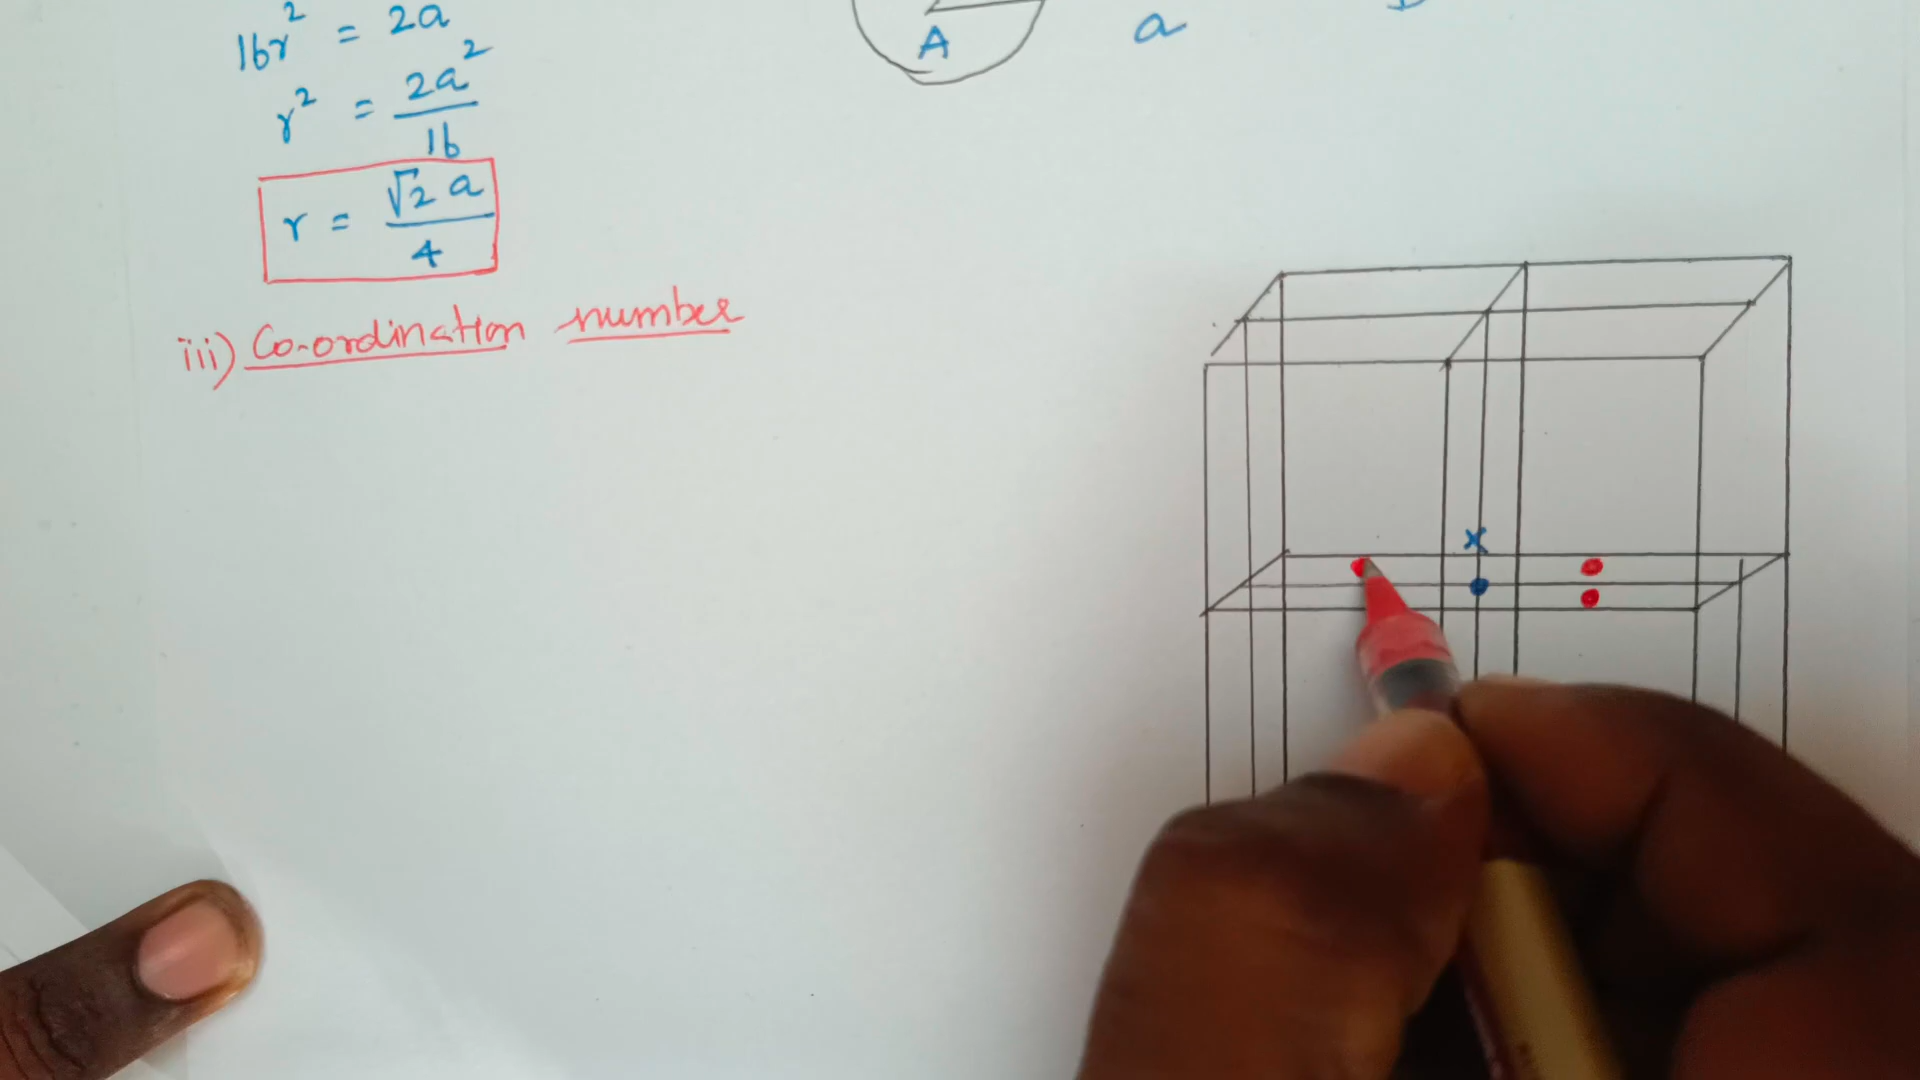 16r² = 2a
r² = 2a²/16
r = √2 a/4
iii) Co-ordination number
A
a
X